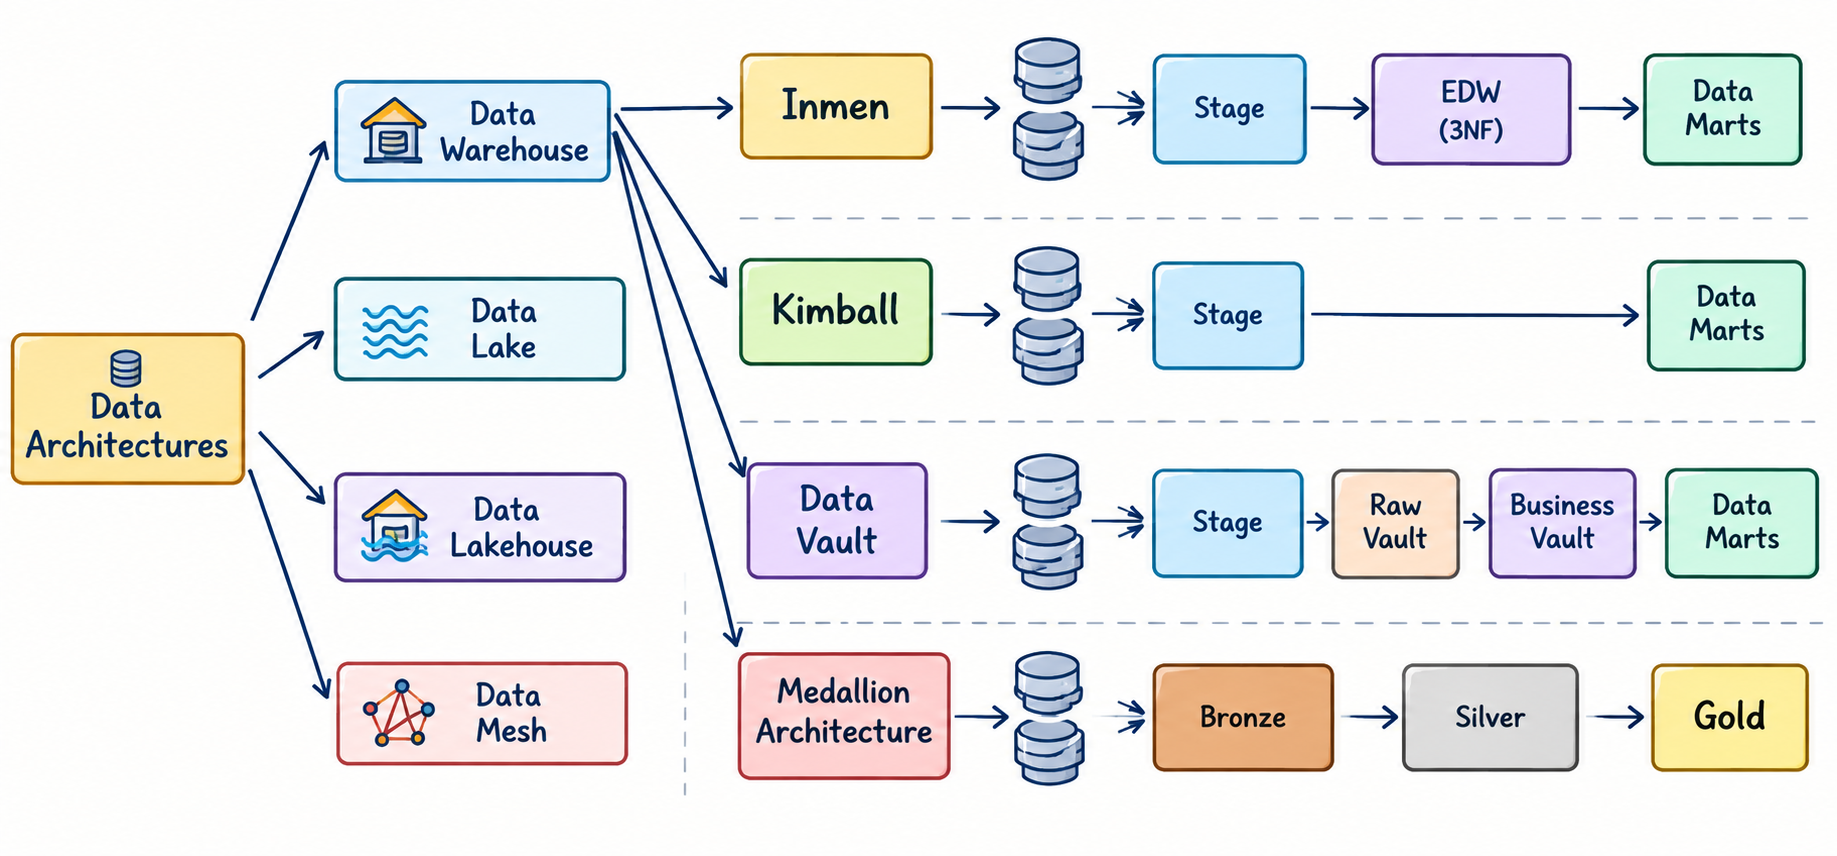 Data
Architectures
Data
Warehouse
Data
Lake
Data
Lakehouse
Data
Mesh
Inmen
Stage
EDW
(3NF)
Data
Marts
Kimball
Stage
Data
Marts
Data
Vault
Stage
Raw
Vault
Business
Vault
Data
Marts
Medallion
Architecture
Bronze
Silver
Gold